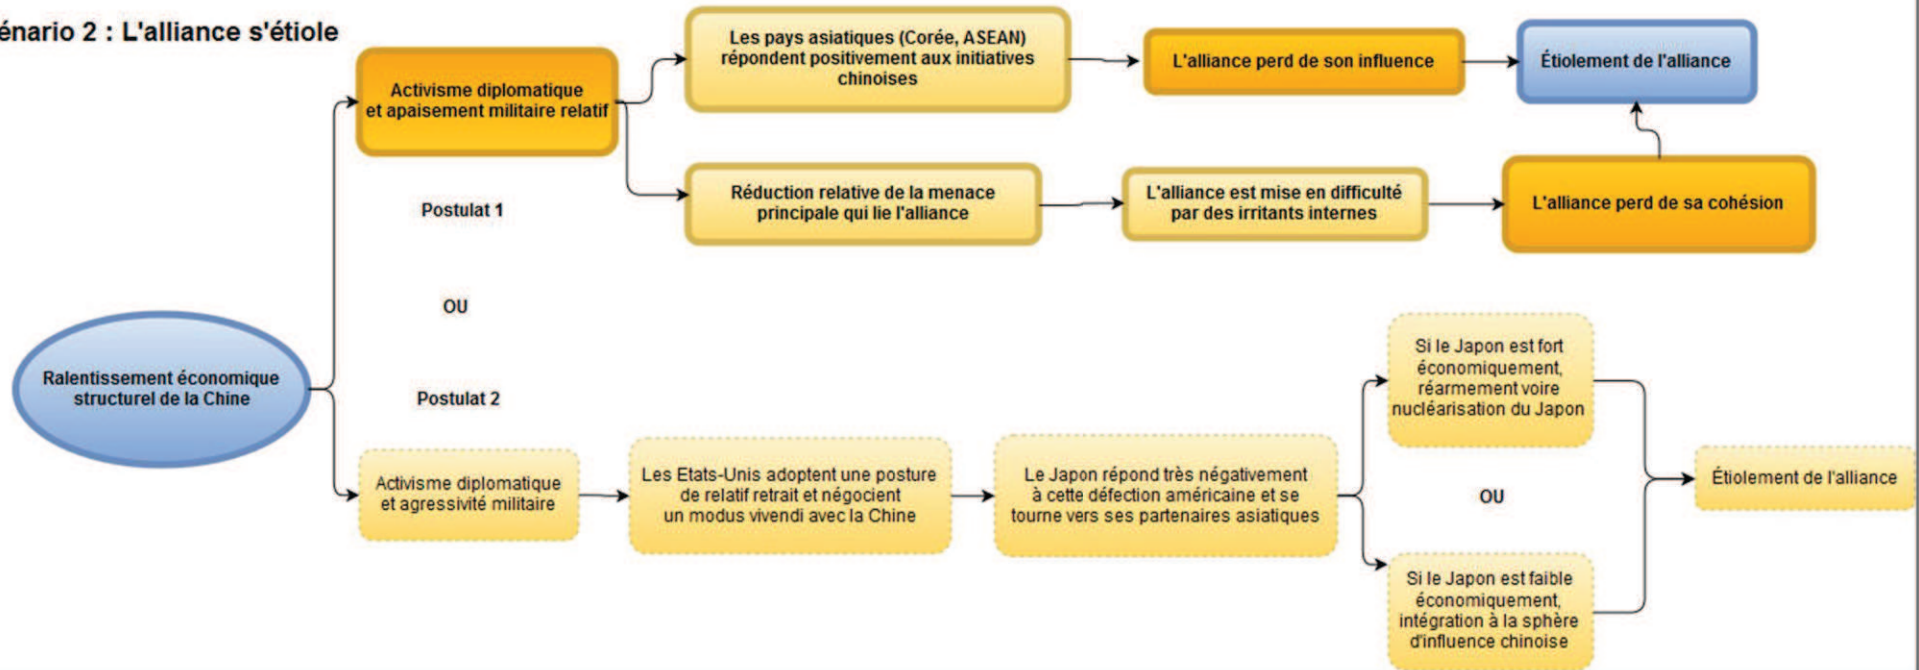 énario 2 : L'alliance s'étiole
Les pays asiatiques (Corée, ASEAN)
répondent positivement aux initiatives
chinoises
L'alliance perd de son influence
Étiolement de l'alliance
Activisme diplomatique
et apaisement militaire relatif
Réduction relative de la menace
principale qui lie l'alliance
L'alliance est mise en difficulté
par des irritants internes
L'alliance perd de sa cohésion
Postulat 1
OU
Postulat 2
Ralentissement économique
structurel de la Chine
Activisme diplomatique
et agressivité militaire
Les Etats-Unis adoptent une posture
de relatif retrait et négocient
un modus vivendi avec la Chine
Le Japon répond très négativement
à cette défection américaine et se
tourne vers ses partenaires asiatiques
Si le Japon est fort
économiquement,
réarmement voire
nucléarisation du Japon
OU
Si le Japon est faible
économiquement,
intégration à la sphère
d'influence chinoise
Étiolement de l'alliance